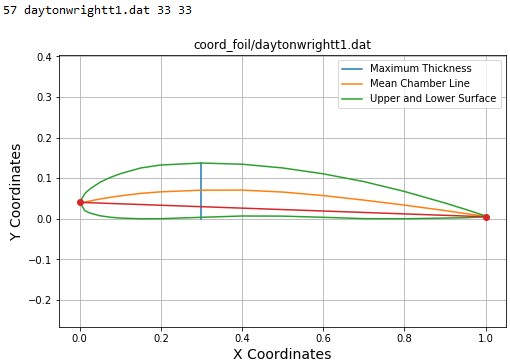 57 daytonwrightt1.dat 33 33
coord_foil/daytonwrightt1.dat
Maximum Thickness
Mean Chamber Line
Upper and Lower Surface
Y Coordinates
0.4
0.3
0.2
0.1
0.0
−0.1
−0.2
0.0 0.2 0.4 0.6 0.8 1.0
X Coordinates